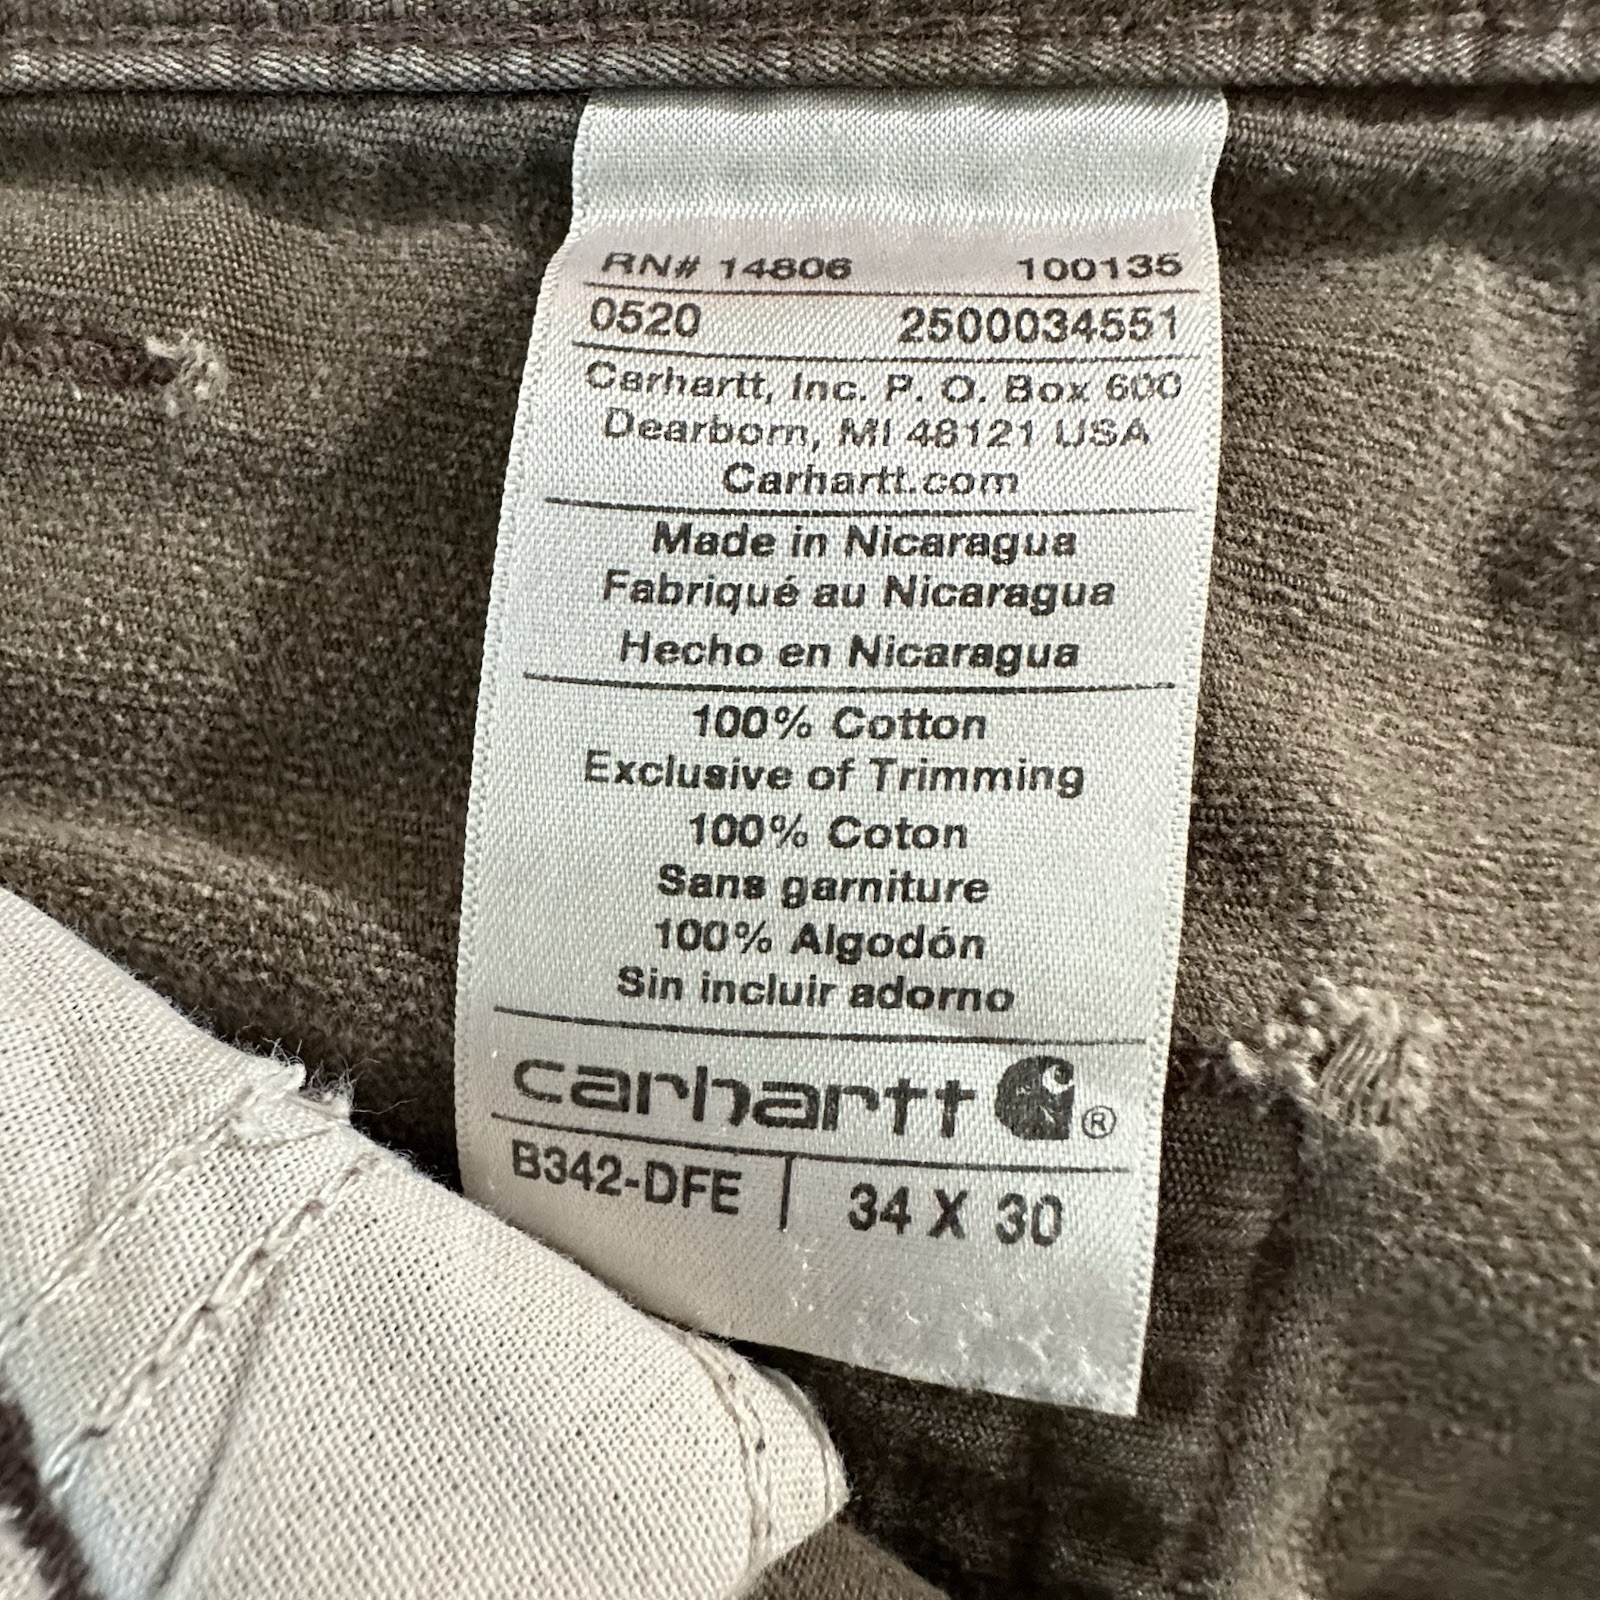 RN# 14806 100135
0520 2500034551
Carhartt, Inc. P. O. Box 600
Dearborn, MI 48121 USA
Carhartt.com
Made in Nicaragua
Fabriqué au Nicaragua
Hecho en Nicaragua
100% Cotton
Exclusive of Trimming
100% Coton
Sans garniture
100% Algodón
Sin incluir adorno
carhartt ®
B342-DFE | 34 X 30